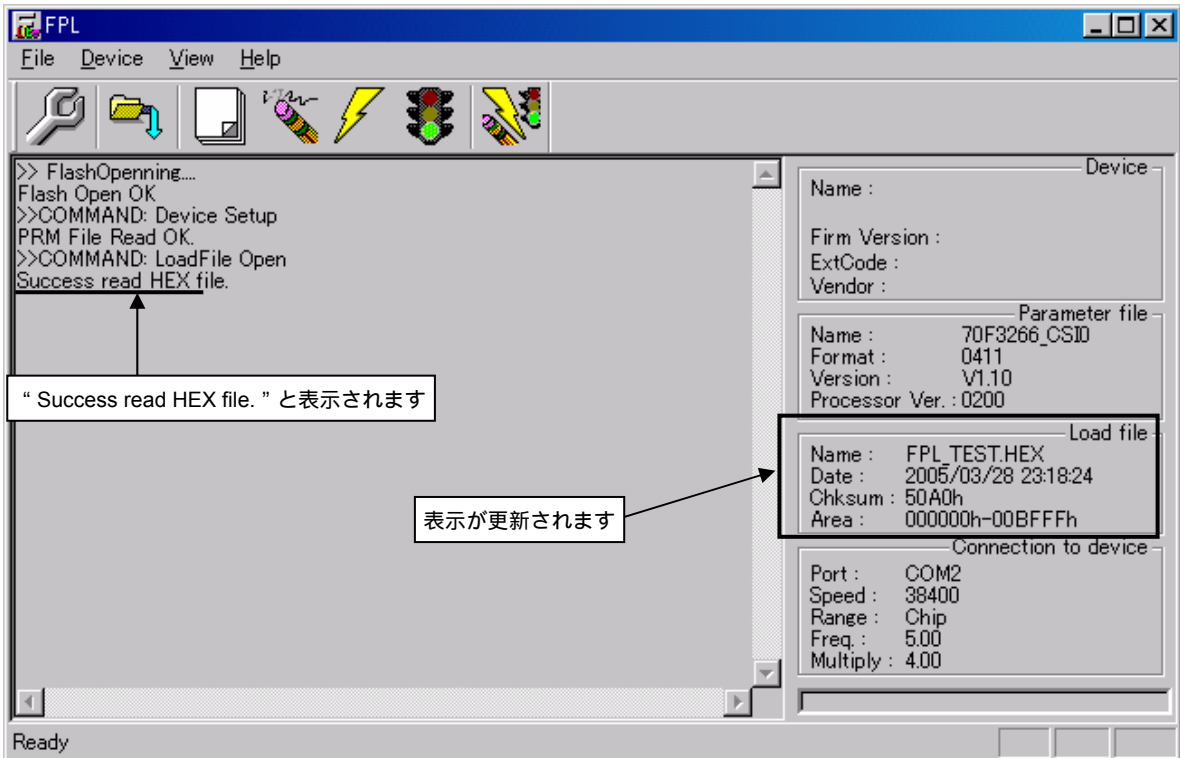 FPL
File Device View Help
>> FlashOpenning....
Flash Open OK
>>COMMAND: Device Setup
PRM File Read OK.
>>COMMAND: LoadFile Open
Success read HEX file.
“ Success read HEX file. ” と表示されます
表示が更新されます
Device
Name :
Firm Version :
ExtCode :
Vendor :
Parameter file
Name : 70F3266_CSI0
Format : 0411
Version : V1.10
Processor Ver. : 0200
Load file
Name : FPL_TEST.HEX
Date : 2005/03/28 23:18:24
Chksum : 50A0h
Area : 000000h-00BFFFh
Connection to device
Port : COM2
Speed : 38400
Range : Chip
Freq. : 5.00
Multiply : 4.00
Ready